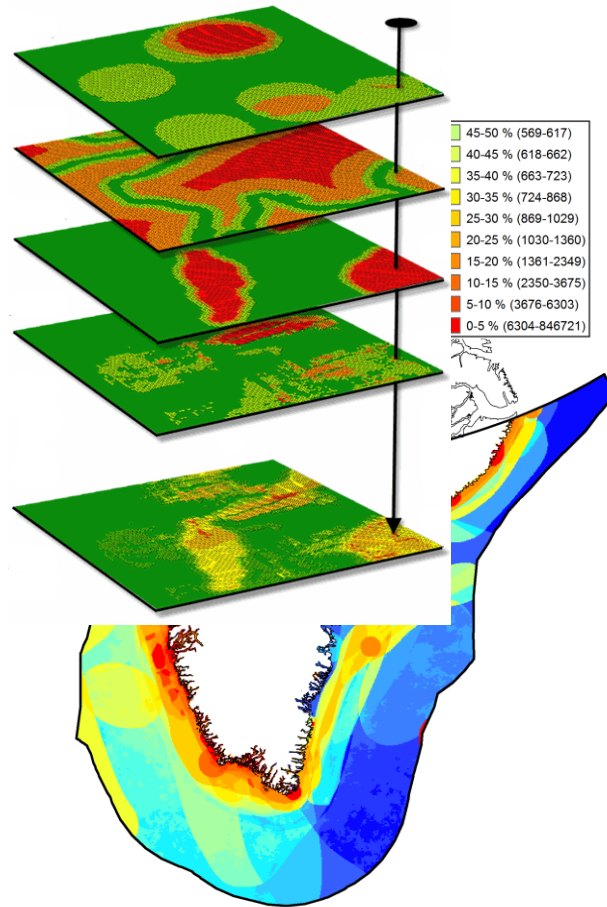 45-50 % (569-617)
40-45 % (618-662)
35-40 % (663-723)
30-35 % (724-868)
25-30 % (869-1029)
20-25 % (1030-1360)
15-20 % (1361-2349)
10-15 % (2350-3675)
5-10 % (3676-6303)
0-5 % (6304-846721)